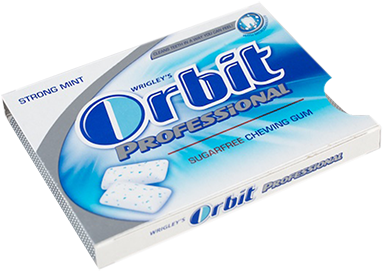 STRONG MINT
WRIGLEY'S
Orbit
PROFESSIONAL
SUGARFREE CHEWING GUM
WRIGLEY'S Orbit PROFESSIONAL